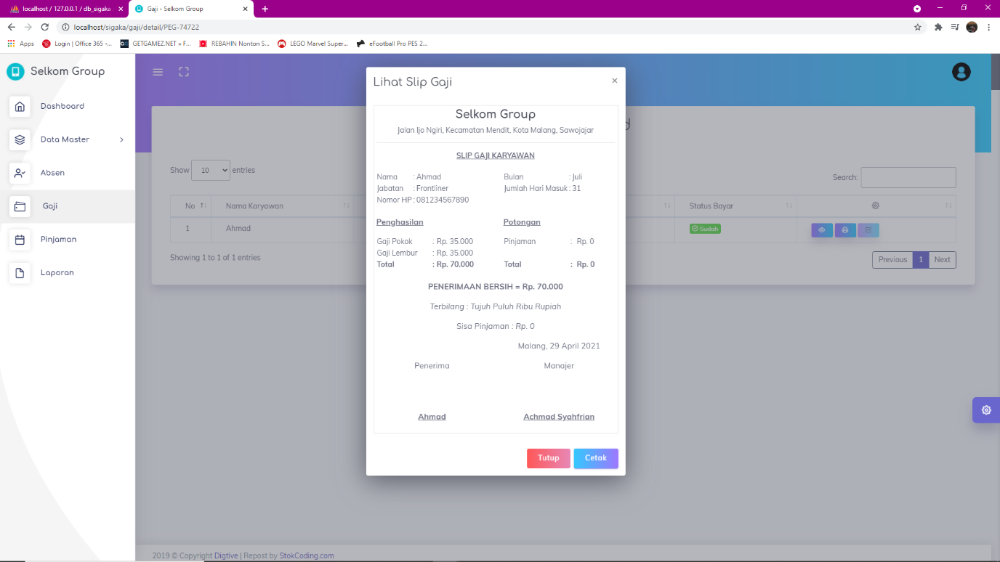 localhost / 127.0.0.1 / db_sigaka
Gaji - Selkom Group
localhost/sigaka/gaji/detail/PEG-74722
Apps
Login | Office 365 -...
GETGAMEZ.NET » F...
REBAHIN Nonton S...
LEGO Marvel Super...
eFootball Pro PES 2...
Selkom Group
Dashboard
Data Master
Absen
Gaji
Pinjaman
Laporan
Show 10 entries
Search:
No Nama Karyawan Status Bayar
1 Ahmad Sudah
Showing 1 to 1 of 1 entries
Previous 1 Next
Lihat Slip Gaji ×
Selkom Group
Jalan Ijo Ngiri, Kecamatan Mendit, Kota Malang, Sawojajar
SLIP GAJI KARYAWAN
Nama : Ahmad Bulan : Juli
Jabatan : Frontliner Jumlah Hari Masuk : 31
Nomor HP : 081234567890
Penghasilan Potongan
Gaji Pokok : Rp. 35.000 Pinjaman : Rp. 0
Gaji Lembur : Rp. 35.000
Total : Rp. 70.000 Total : Rp. 0
PENERIMAAN BERSIH = Rp. 70.000
Terbilang : Tujuh Puluh Ribu Rupiah
Sisa Pinjaman : Rp. 0
Malang, 29 April 2021
Penerima Manajer
Ahmad Achmad Syahfrian
Tutup Cetak
2019 © Copyright Digtive | Repost by StokCoding.com